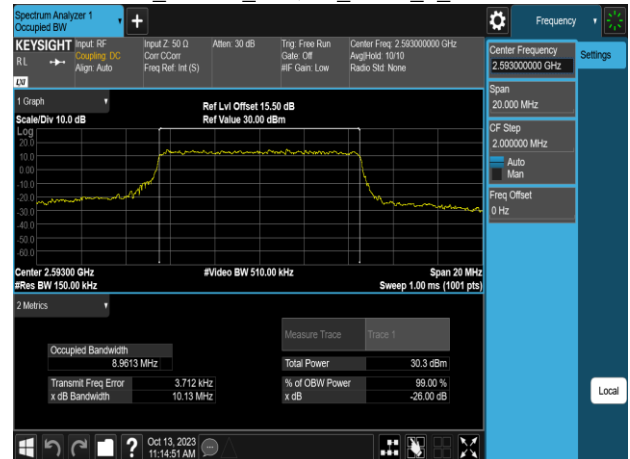 Spectrum Analyzer 1
Occupied BW
Frequency
KEYSIGHT
RL
LXI
Input: RF
Coupling: DC
Align: Auto
Input Z: 50 Ω
Corr CCorr
Freq Ref: Int (S)
Atten: 30 dB
Trig: Free Run
Gate: Off
#IF Gain: Low
Center Freq: 2.593000000 GHz
Avg|Hold: 10/10
Radio Std: None
Center Frequency
2.593000000 GHz
Settings
Span
20.000 MHz
CF Step
2.000000 MHz
Auto
Man
Freq Offset
0 Hz
Local
1 Graph
Scale/Div 10.0 dB
Ref Lvl Offset 15.50 dB
Ref Value 30.00 dBm
Log
20.0
10.0
0.00
-10.0
-20.0
-30.0
-40.0
-50.0
-60.0
Center 2.59300 GHz
#Video BW 510.00 kHz
Span 20 MHz
#Res BW 150.00 kHz
Sweep 1.00 ms (1001 pts)
2 Metrics
Measure Trace
Trace 1
Occupied Bandwidth
8.9613 MHz
Total Power
30.3 dBm
Transmit Freq Error
3.712 kHz
% of OBW Power
99.00 %
x dB Bandwidth
10.13 MHz
x dB
-26.00 dB
Oct 13, 2023
11:14:51 AM